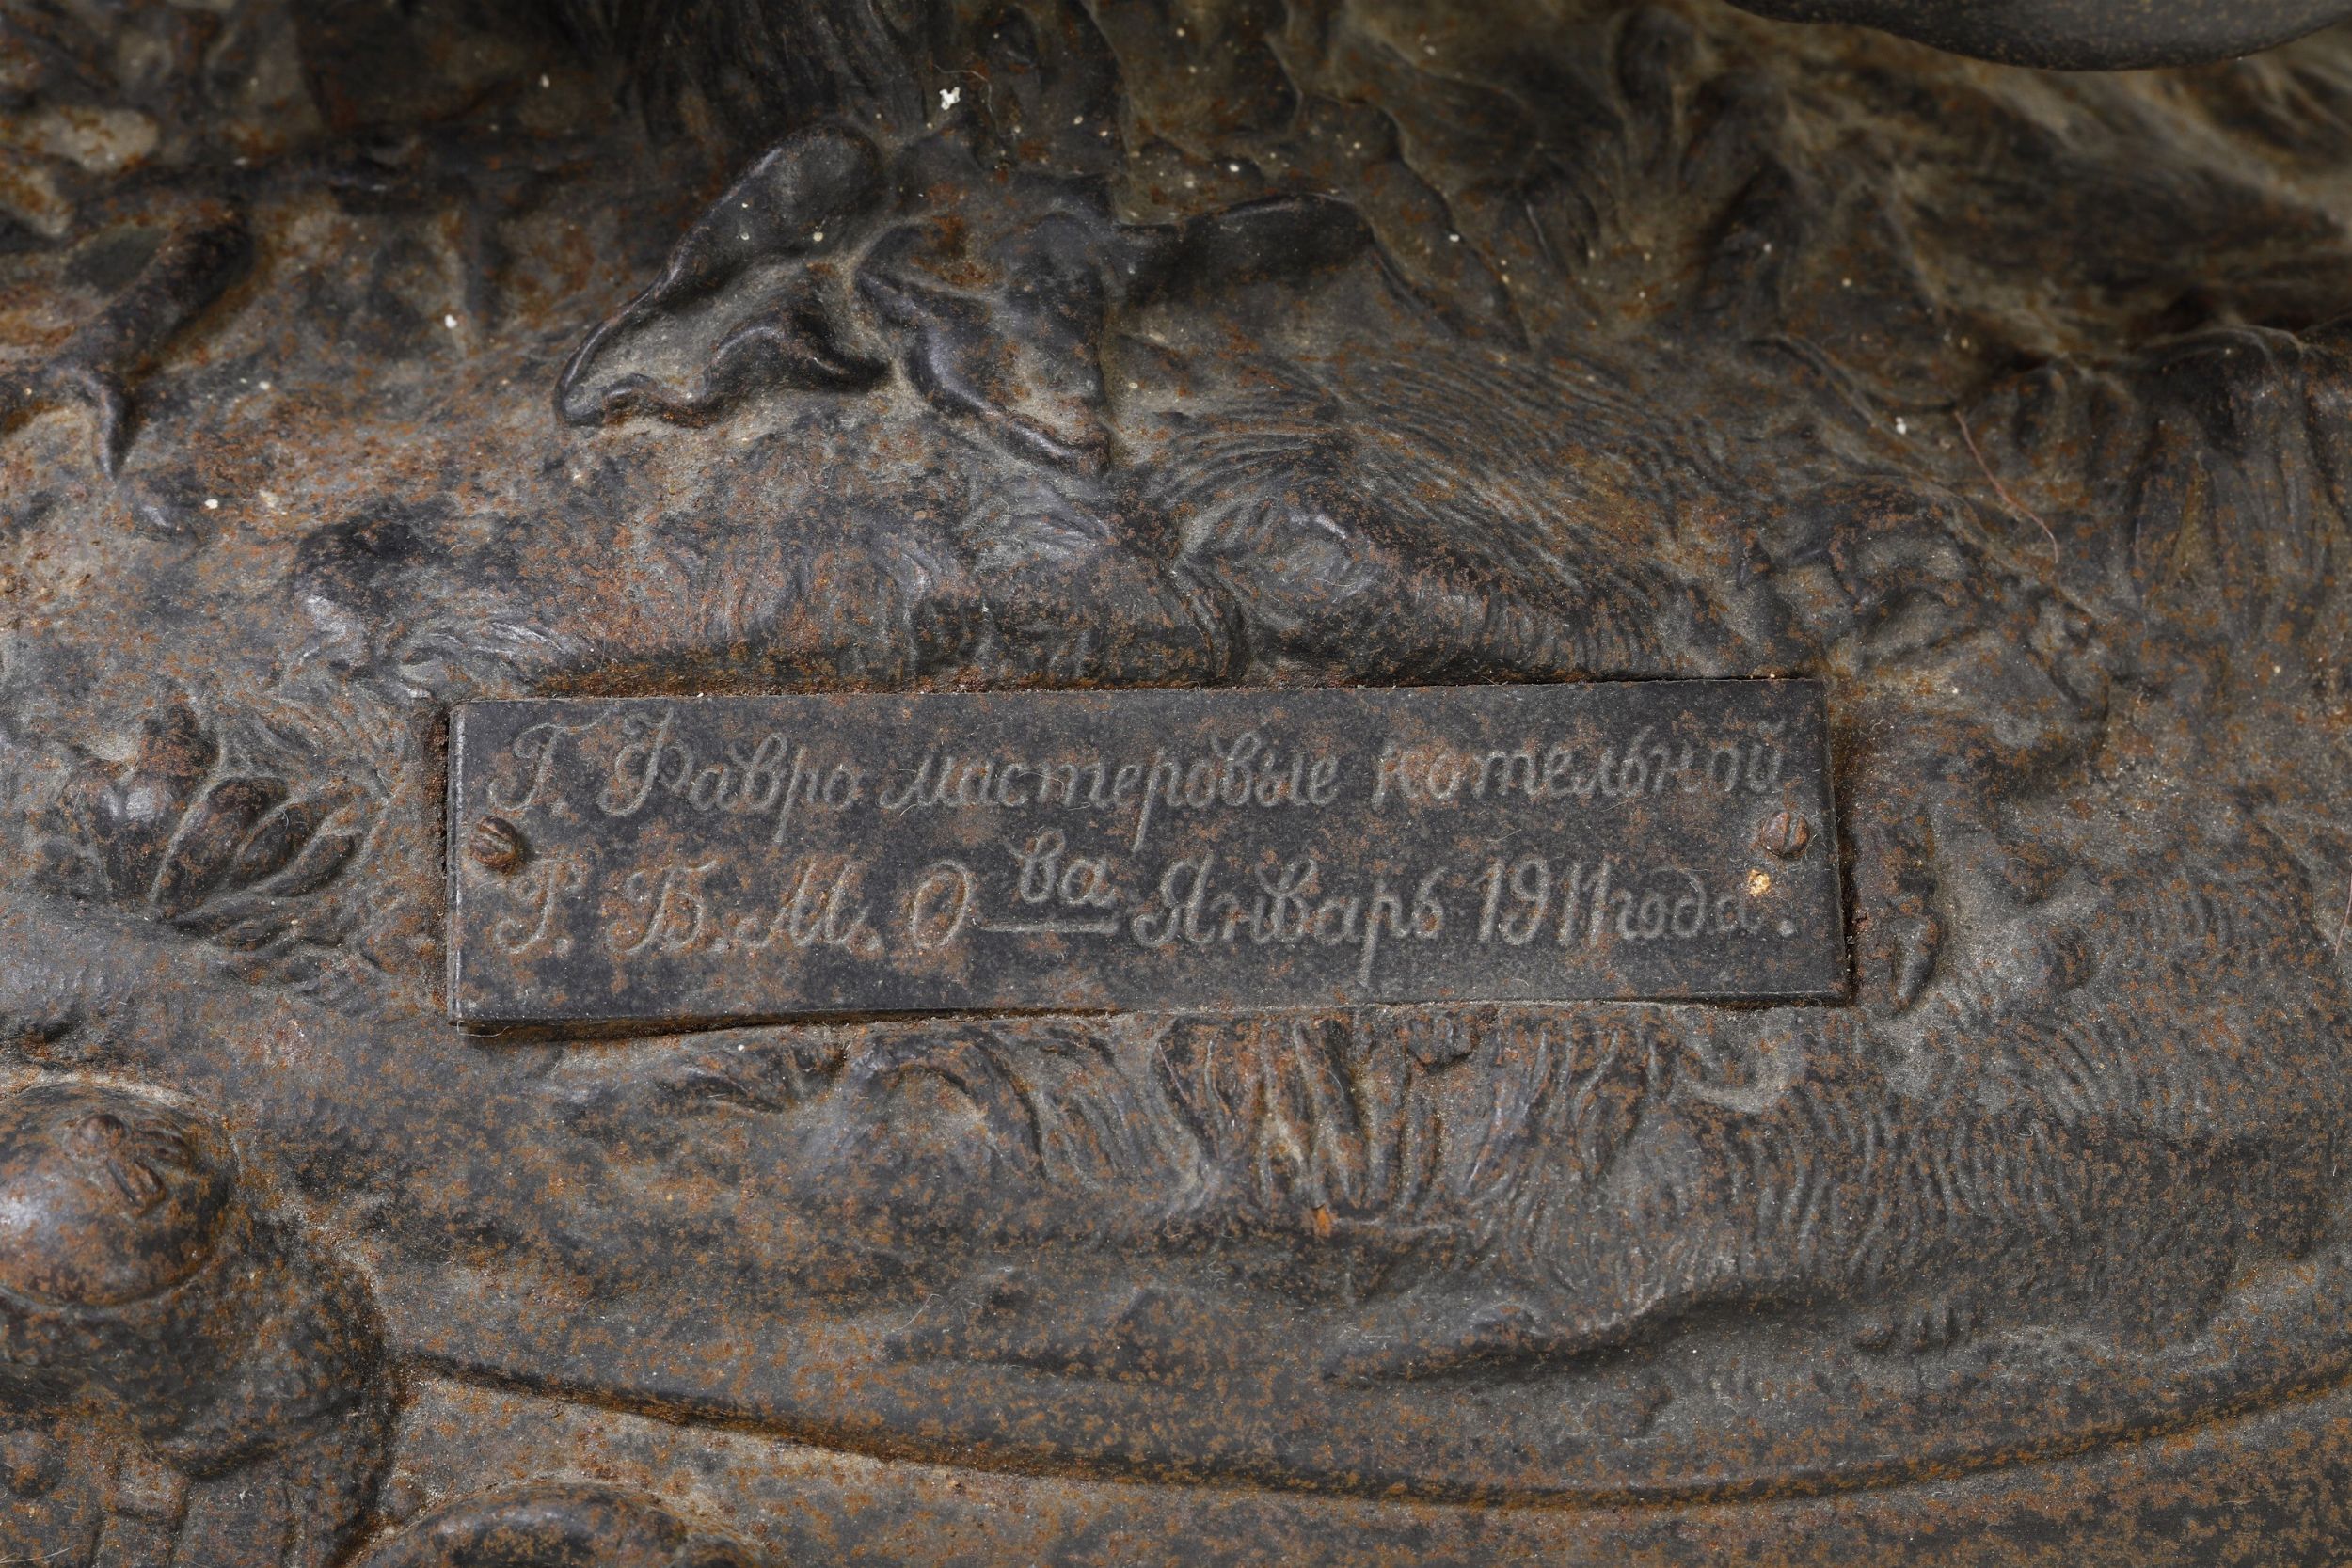 Г. Фавро мастеровые котельной
Р. Б. М. О-ва Январь 1911 года.